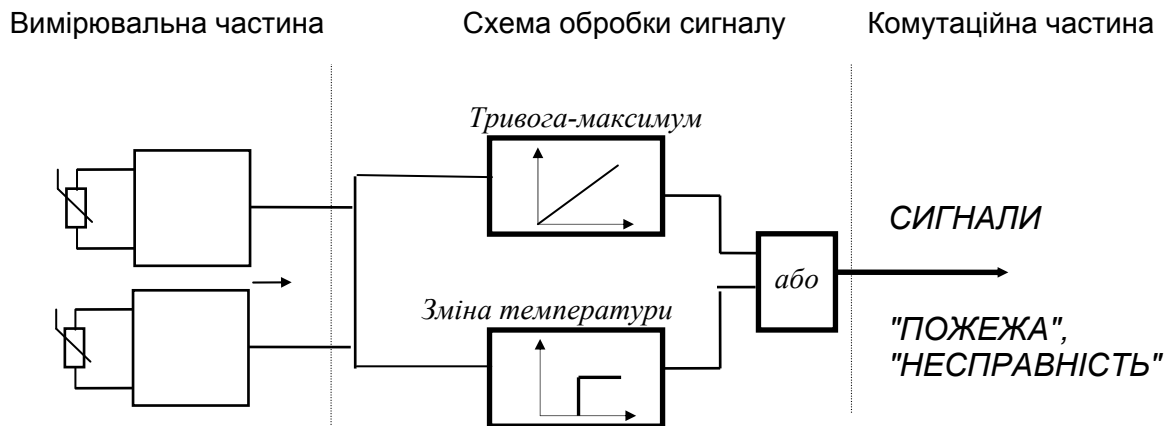 Вимірювальна частина
Схема обробки сигналу
Комутаційна частина
Тривога-максимум
СИГНАЛИ
або
Зміна температури
"ПОЖЕЖА",
"НЕСПРАВНІСТЬ"